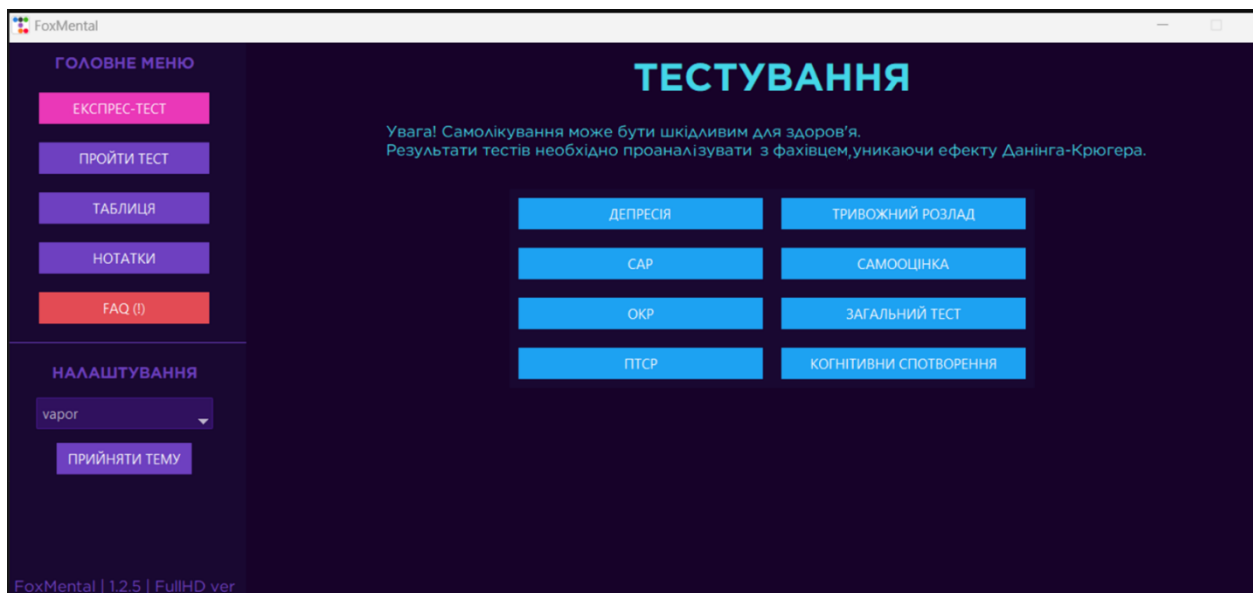 FoxMental
ГОЛОВНЕ МЕНЮ
ЕКСПРЕС-ТЕСТ
ПРОЙТИ ТЕСТ
ТАБЛИЦЯ
НОТАТКИ
FAQ (!)
НАЛАШТУВАННЯ
vapor
ПРИЙНЯТИ ТЕМУ
FoxMental | 1.2.5 | FullHD ver
ТЕСТУВАННЯ
Увага! Самолікування може бути шкідливим для здоров'я.
Результати тестів необхідно проаналізувати з фахівцем,уникаючи ефекту Данінга-Крюгера.
ДЕПРЕСІЯ
ТРИВОЖНИЙ РОЗЛАД
САР
САМООЦІНКА
ОКР
ЗАГАЛЬНИЙ ТЕСТ
ПТСР
КОГНІТИВНИ СПОТВОРЕННЯ